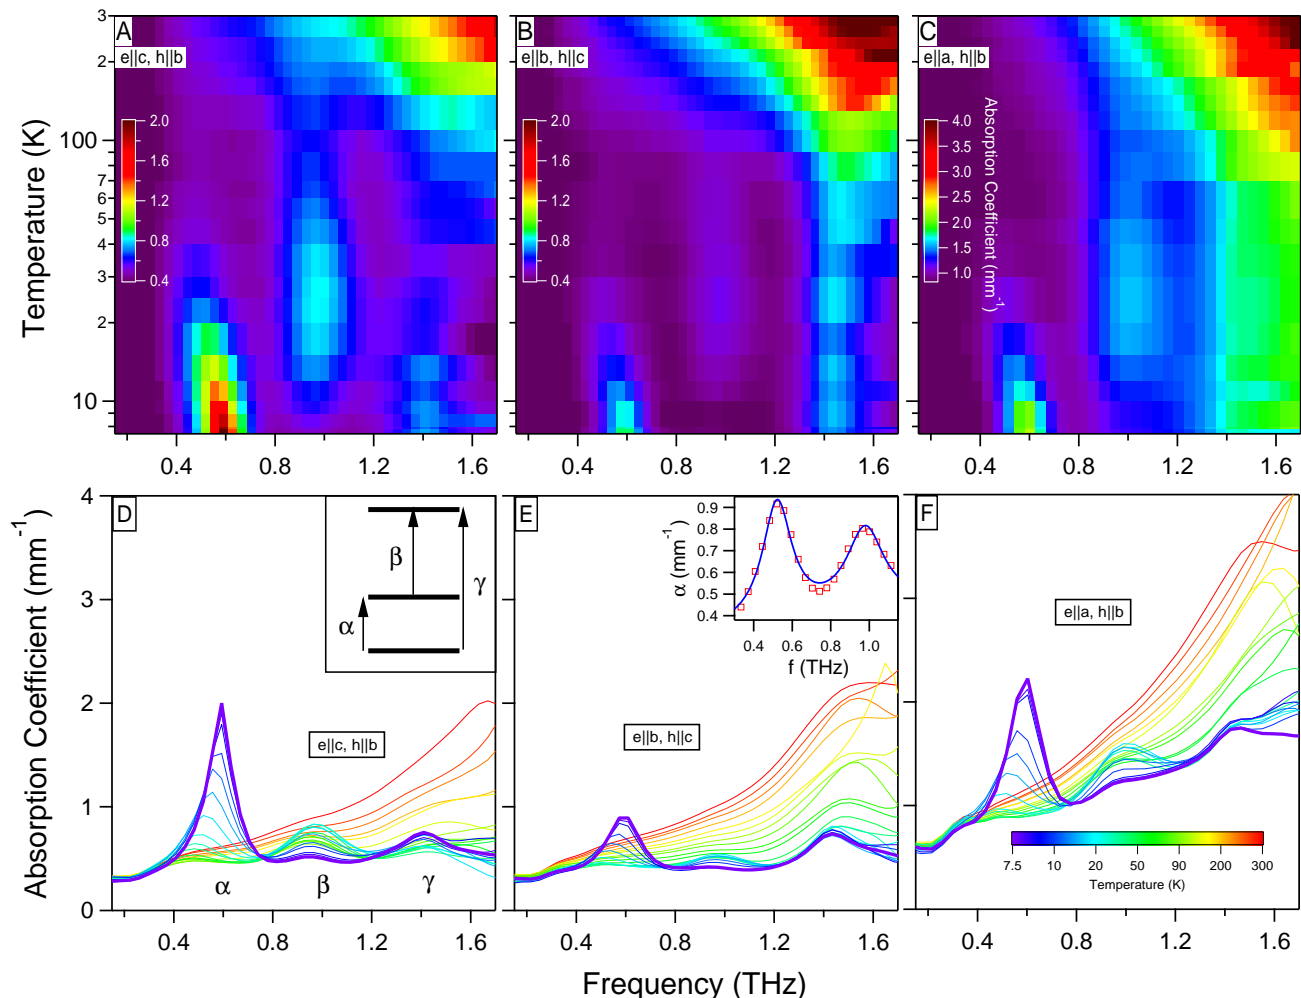 A
e||c, h||b
B
e||b, h||c
C
e||a, h||b
Temperature (K)
3
2
100
7
6
5
4
3
2
10
2.0
1.6
1.2
0.8
0.4
2.0
1.6
1.2
0.8
0.4
4.0
3.5
3.0
2.5
2.0
1.5
1.0
Absorption Coefficient (mm⁻¹)
0.4 0.8 1.2 1.6
0.4 0.8 1.2 1.6
0.4 0.8 1.2 1.6
Absorption Coefficient (mm⁻¹)
4
3
2
1
0
D
α
β
γ
e||c, h||b
α β γ
0.4 0.8 1.2 1.6
E
α (mm⁻¹)
0.9
0.8
0.7
0.6
0.5
0.4
0.4 0.6 0.8 1.0
f (THz)
e||b, h||c
0.4 0.8 1.2 1.6
F
e||a, h||b
7.5 10 20 50 90 200 300
Temperature (K)
0.4 0.8 1.2 1.6
Frequency (THz)